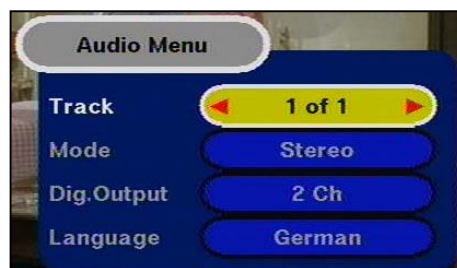 Audio Menu
Track 1 of 1
Mode Stereo
Dig.Output 2 Ch
Language German